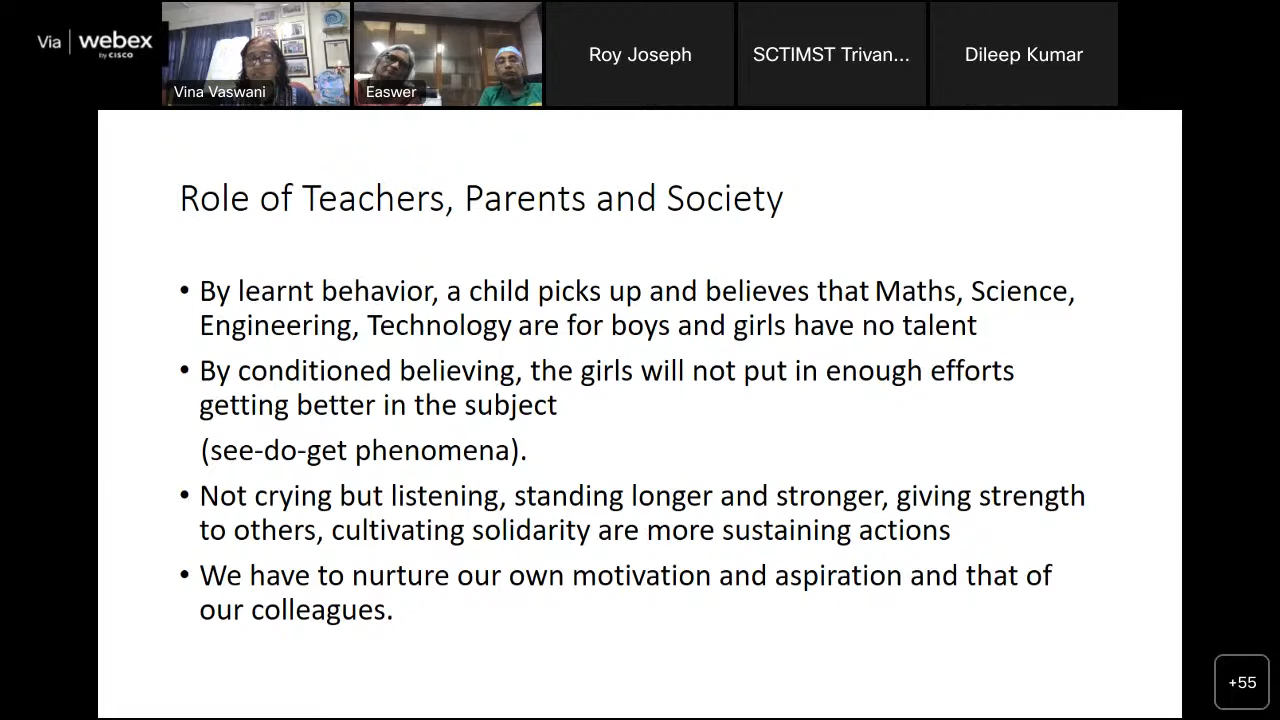 Via webex
by CISCO
Vina Vaswani
Easwer
Roy Joseph
SCTIMST Trivan...
Dileep Kumar
Role of Teachers, Parents and Society
• By learnt behavior, a child picks up and believes that Maths, Science,
Engineering, Technology are for boys and girls have no talent
• By conditioned believing, the girls will not put in enough efforts
getting better in the subject
(see-do-get phenomena).
• Not crying but listening, standing longer and stronger, giving strength
to others, cultivating solidarity are more sustaining actions
• We have to nurture our own motivation and aspiration and that of
our colleagues.
+55